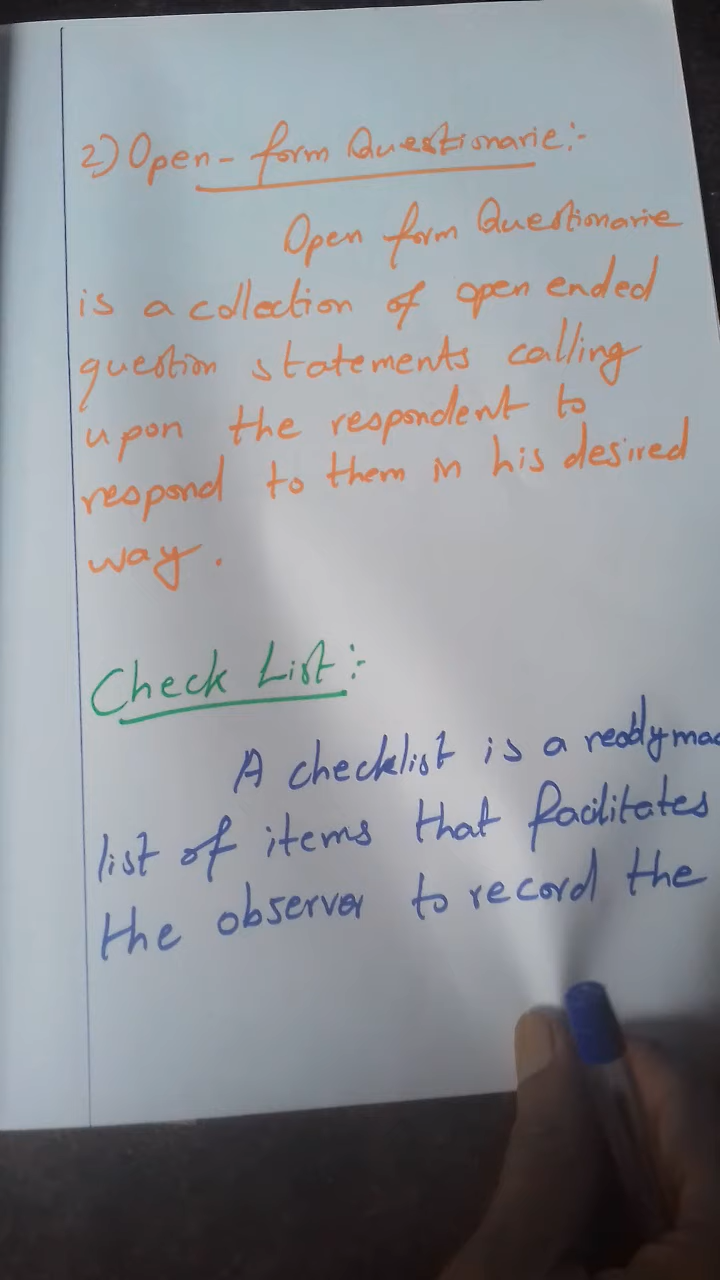 2) Open - form Questionarie:-
Open form Questionarie
is a collection of open ended
question statements calling
upon the respondent to
respond to them in his desired
way.
Check List:-
A checklist is a readymad
list of items that facilitates
the observer to record the